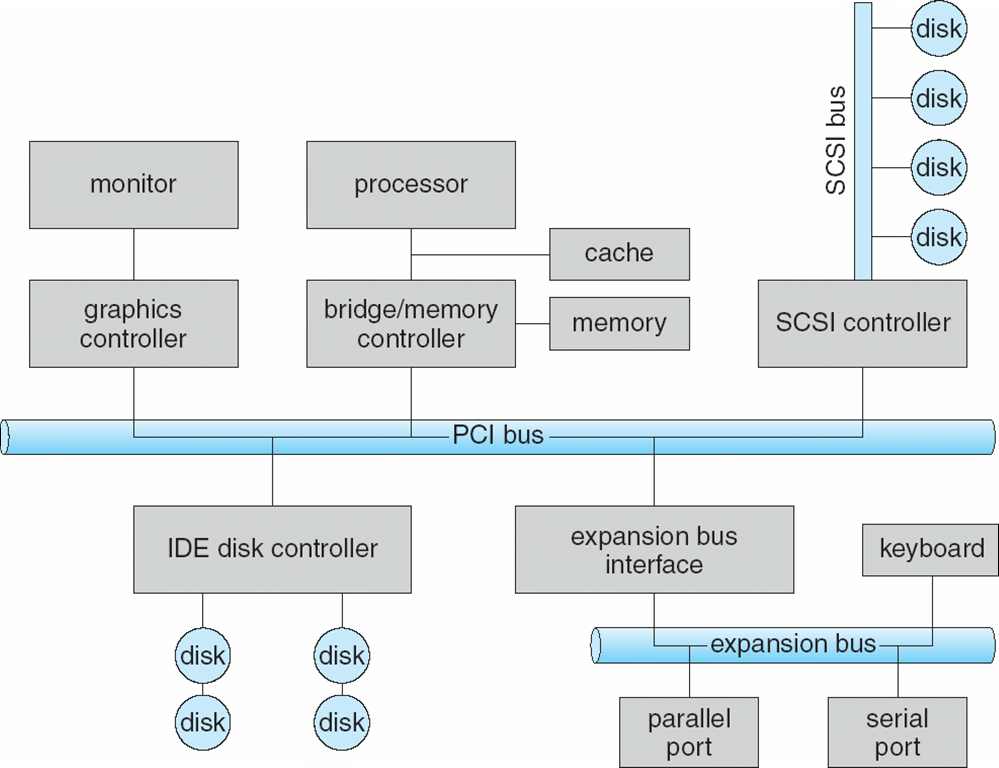 disk
disk
disk
disk
SCSI bus
monitor
processor
cache
graphics
controller
bridge/memory
controller
memory
SCSI controller
PCI bus
IDE disk controller
expansion bus
interface
keyboard
disk
disk
disk
disk
expansion bus
parallel
port
serial
port